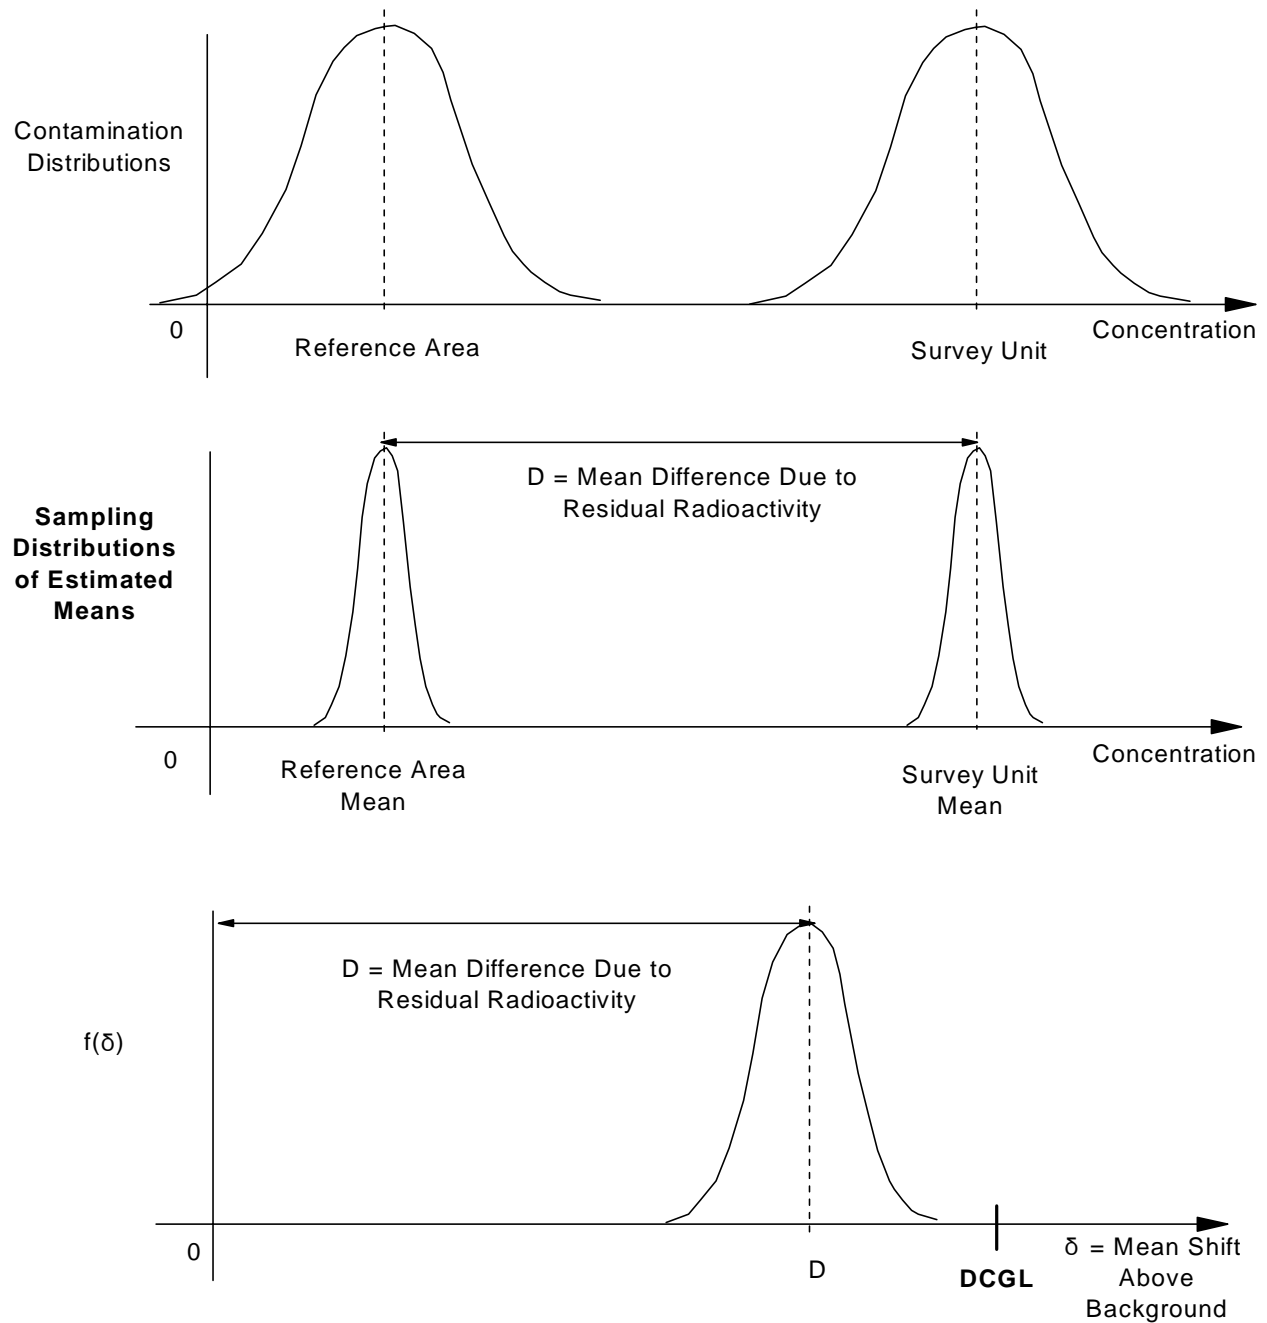 Contamination
Distributions
0
Reference Area
Survey Unit
Concentration
D = Mean Difference Due to
Residual Radioactivity
Sampling
Distributions
of Estimated
Means
0
Reference Area
Mean
Survey Unit
Mean
Concentration
D = Mean Difference Due to
Residual Radioactivity
f(δ)
0
D
DCGL
δ = Mean Shift
Above
Background